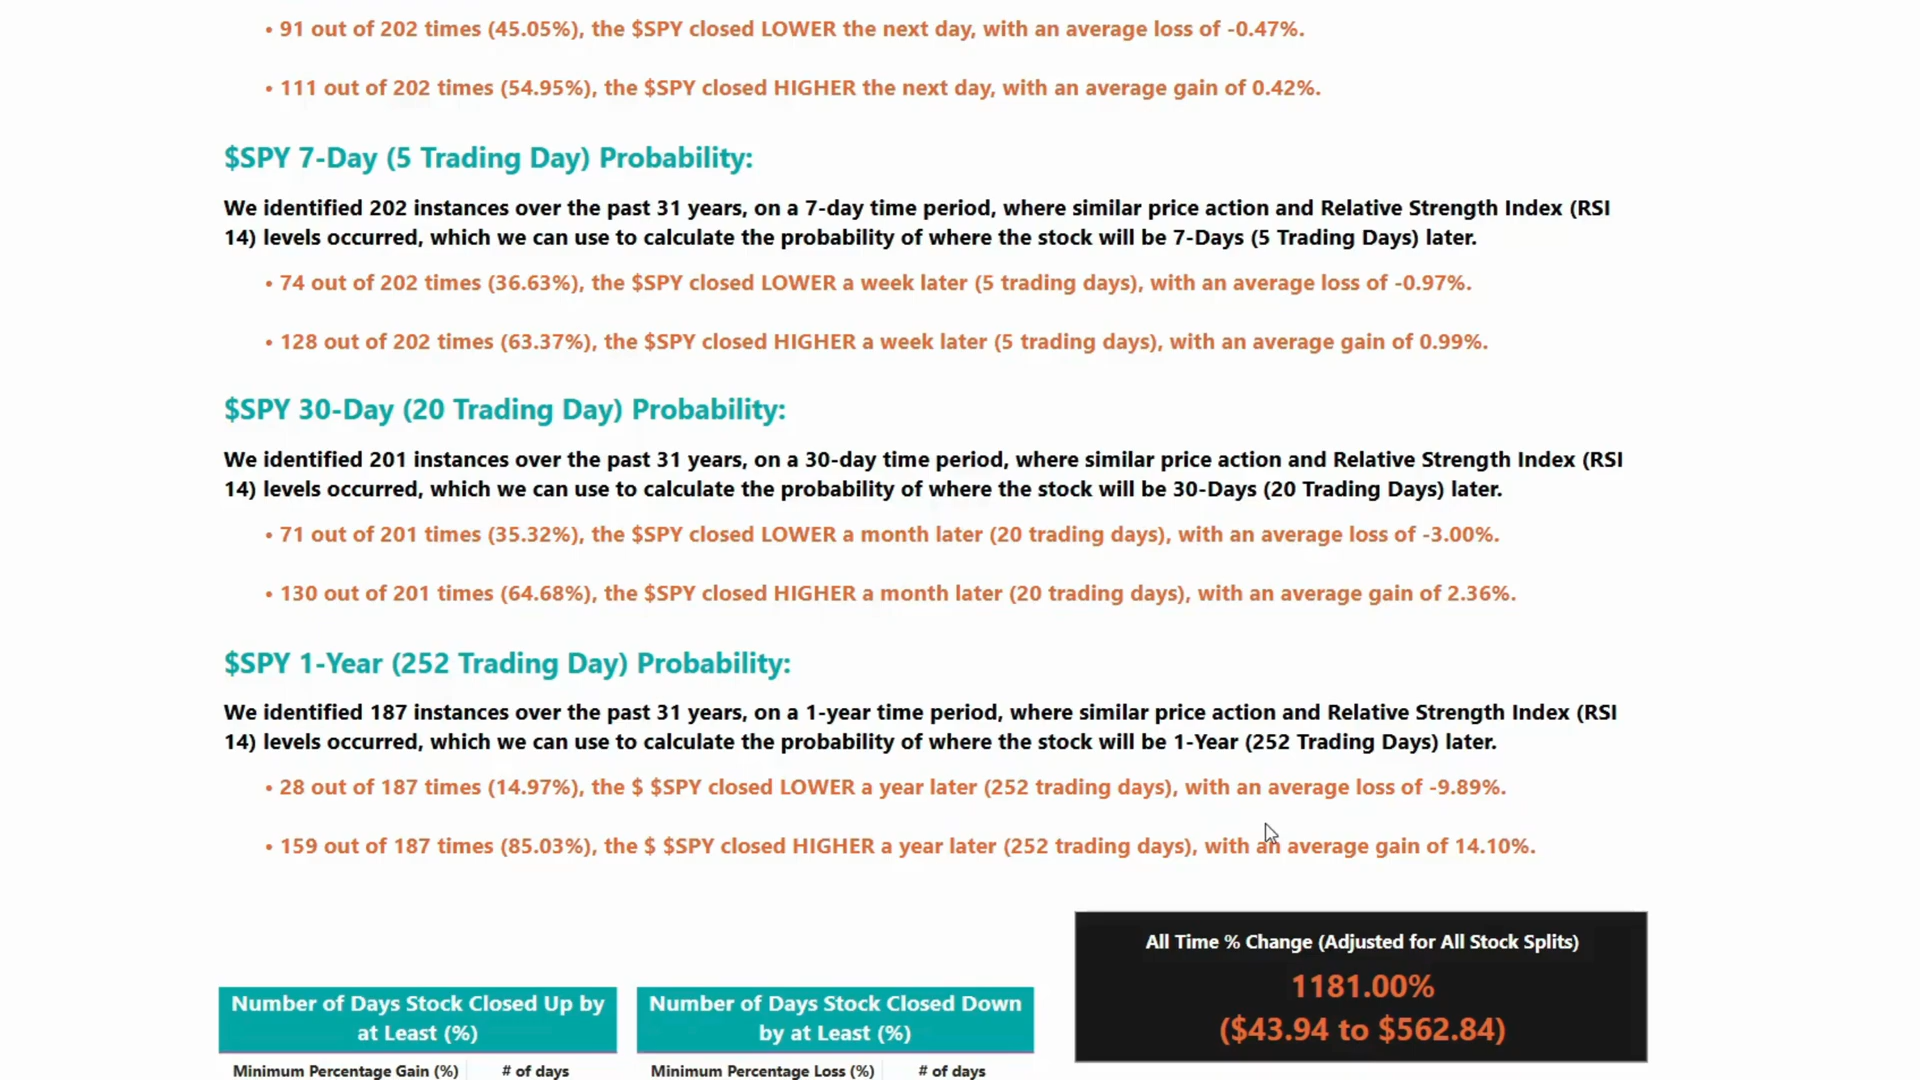 • 91 out of 202 times (45.05%), the $SPY closed LOWER the next day, with an average loss of -0.47%.
• 111 out of 202 times (54.95%), the $SPY closed HIGHER the next day, with an average gain of 0.42%.
$SPY 7-Day (5 Trading Day) Probability:
We identified 202 instances over the past 31 years, on a 7-day time period, where similar price action and Relative Strength Index (RSI
14) levels occurred, which we can use to calculate the probability of where the stock will be 7-Days (5 Trading Days) later.
• 74 out of 202 times (36.63%), the $SPY closed LOWER a week later (5 trading days), with an average loss of -0.97%.
• 128 out of 202 times (63.37%), the $SPY closed HIGHER a week later (5 trading days), with an average gain of 0.99%.
$SPY 30-Day (20 Trading Day) Probability:
We identified 201 instances over the past 31 years, on a 30-day time period, where similar price action and Relative Strength Index (RSI
14) levels occurred, which we can use to calculate the probability of where the stock will be 30-Days (20 Trading Days) later.
• 71 out of 201 times (35.32%), the $SPY closed LOWER a month later (20 trading days), with an average loss of -3.00%.
• 130 out of 201 times (64.68%), the $SPY closed HIGHER a month later (20 trading days), with an average gain of 2.36%.
$SPY 1-Year (252 Trading Day) Probability:
We identified 187 instances over the past 31 years, on a 1-year time period, where similar price action and Relative Strength Index (RSI
14) levels occurred, which we can use to calculate the probability of where the stock will be 1-Year (252 Trading Days) later.
• 28 out of 187 times (14.97%), the $ $SPY closed LOWER a year later (252 trading days), with an average loss of -9.89%.
• 159 out of 187 times (85.03%), the $ $SPY closed HIGHER a year later (252 trading days), with an average gain of 14.10%.
Number of Days Stock Closed Up by
at Least (%)
Minimum Percentage Gain (%) # of days
Number of Days Stock Closed Down
by at Least (%)
Minimum Percentage Loss (%) # of days
All Time % Change (Adjusted for All Stock Splits)
1181.00%
($43.94 to $562.84)